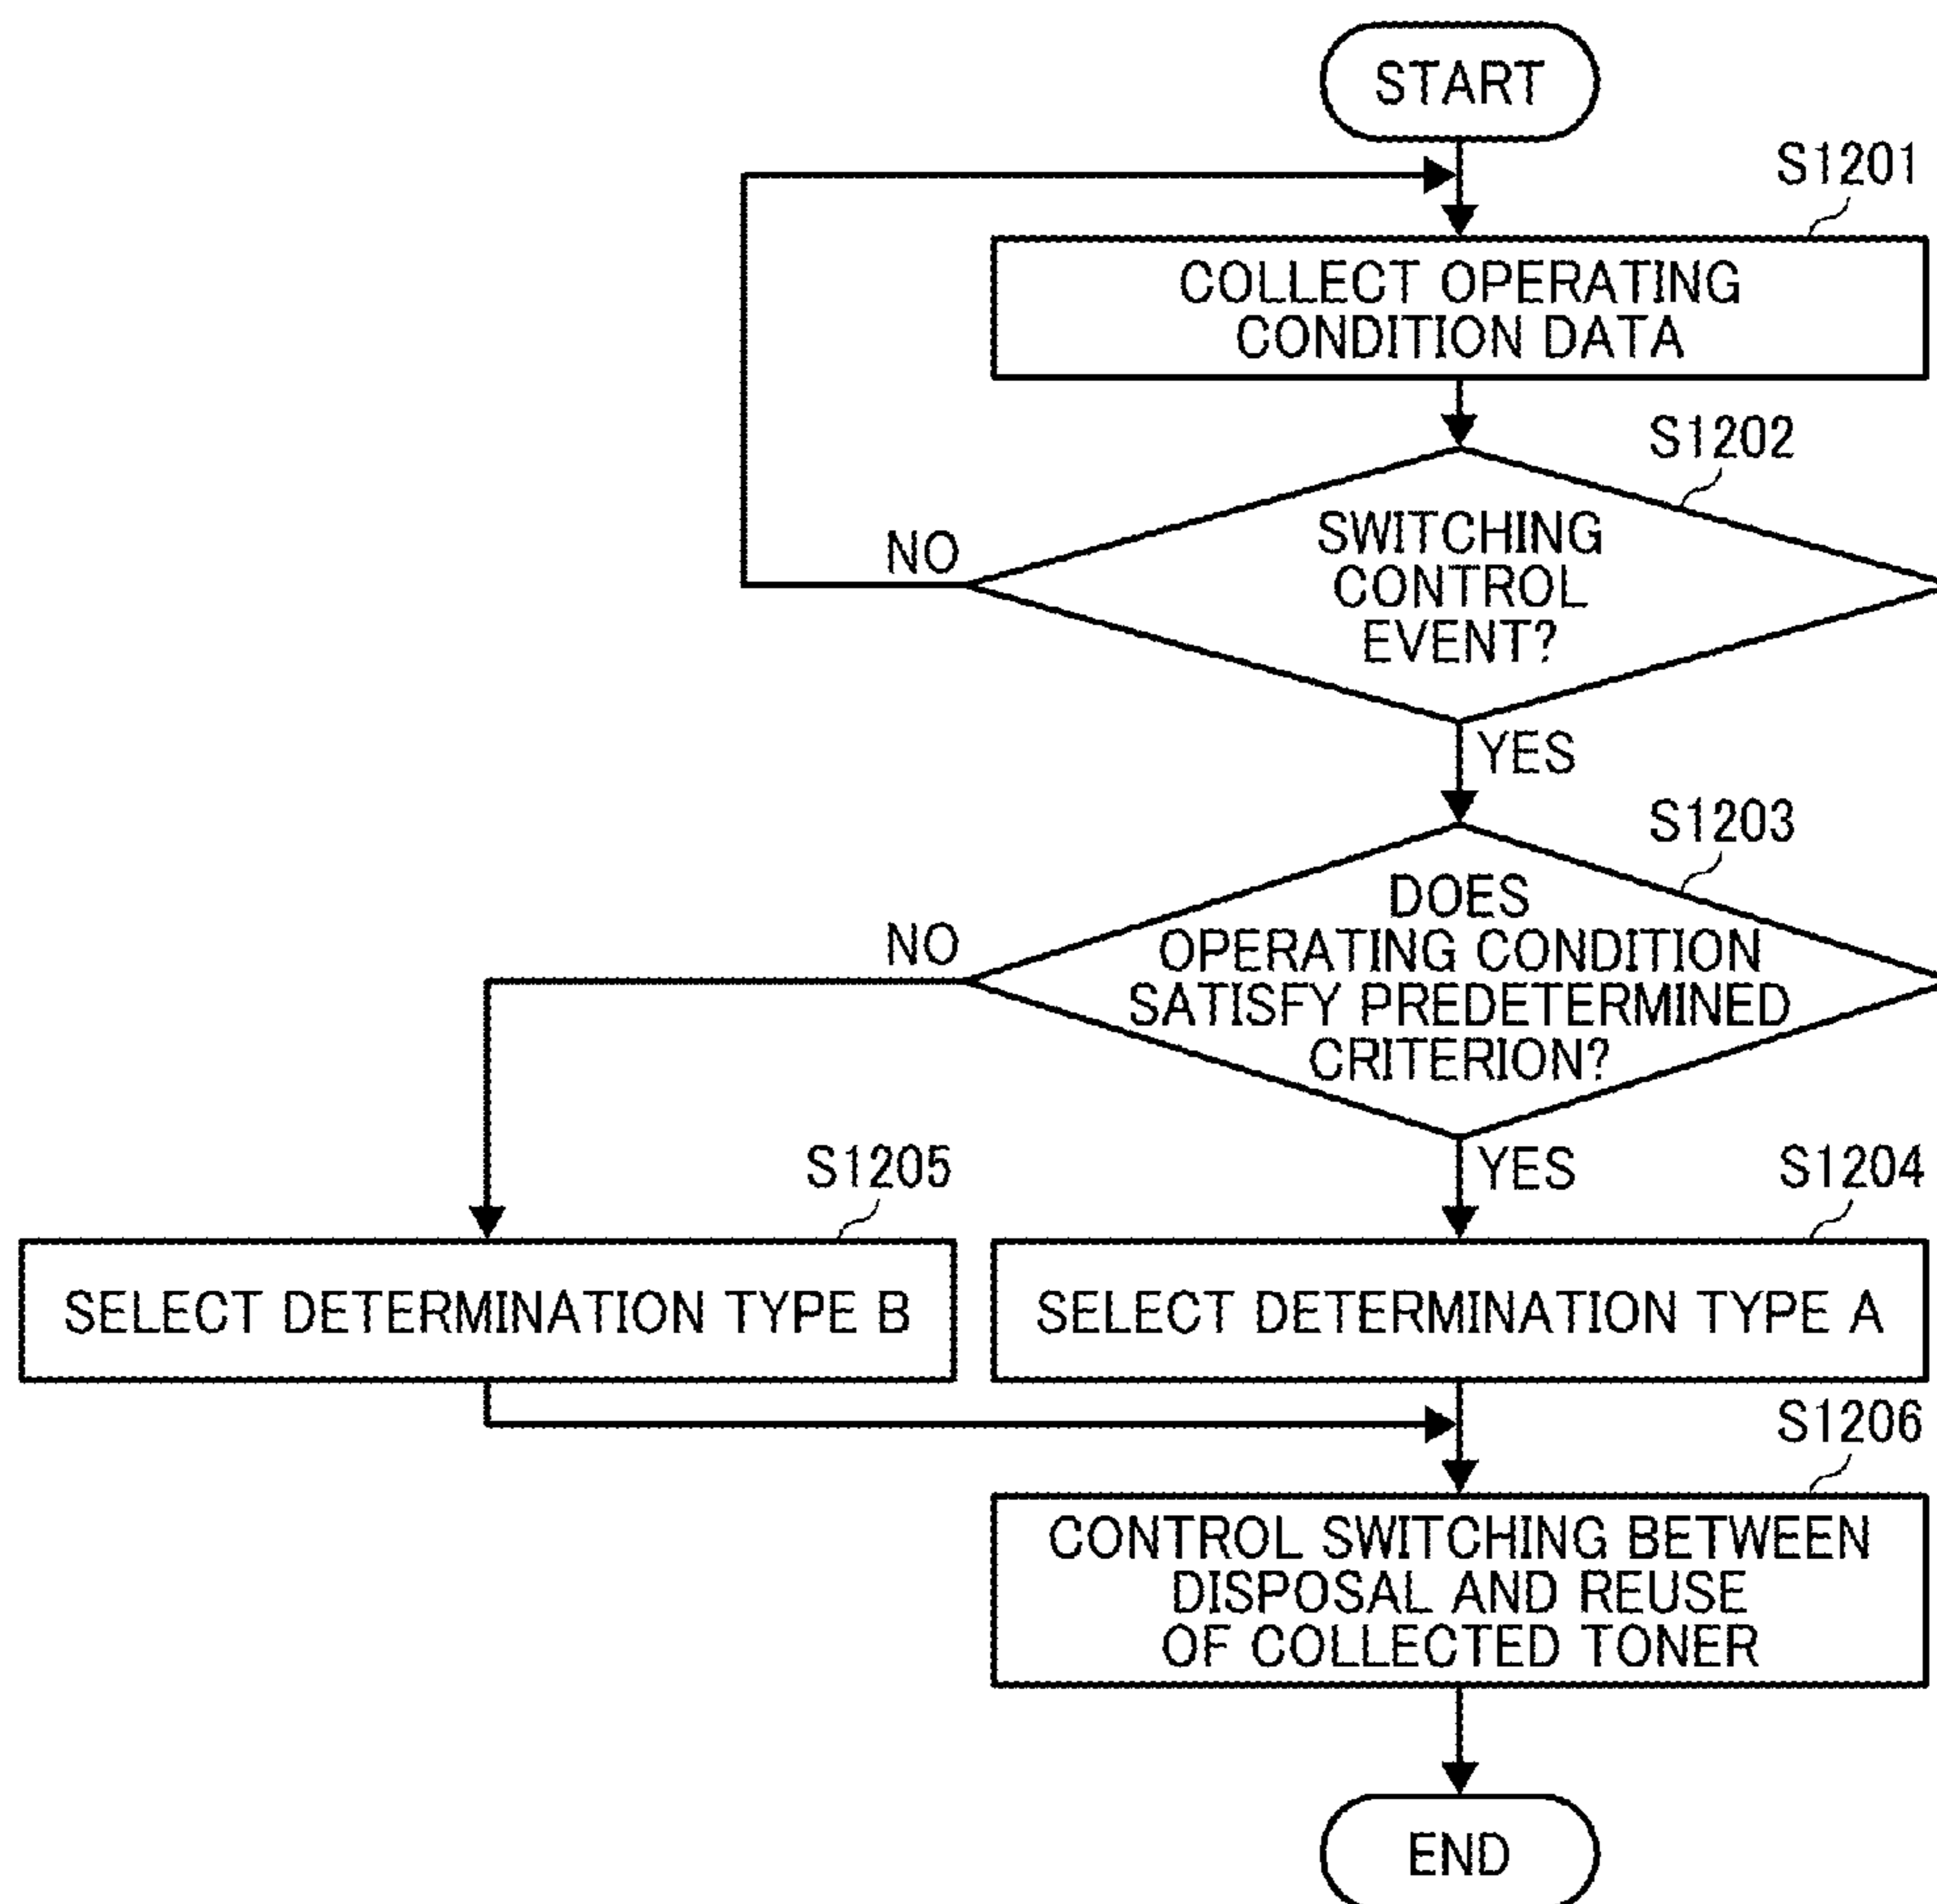 START
S1201
COLLECT OPERATING
CONDITION DATA
S1202
SWITCHING
CONTROL
EVENT?
NO
YES
S1203
DOES
OPERATING CONDITION
SATISFY PREDETERMINED
CRITERION?
NO
YES
S1205
S1204
SELECT DETERMINATION TYPE B
SELECT DETERMINATION TYPE A
S1206
CONTROL SWITCHING BETWEEN
DISPOSAL AND REUSE
OF COLLECTED TONER
END